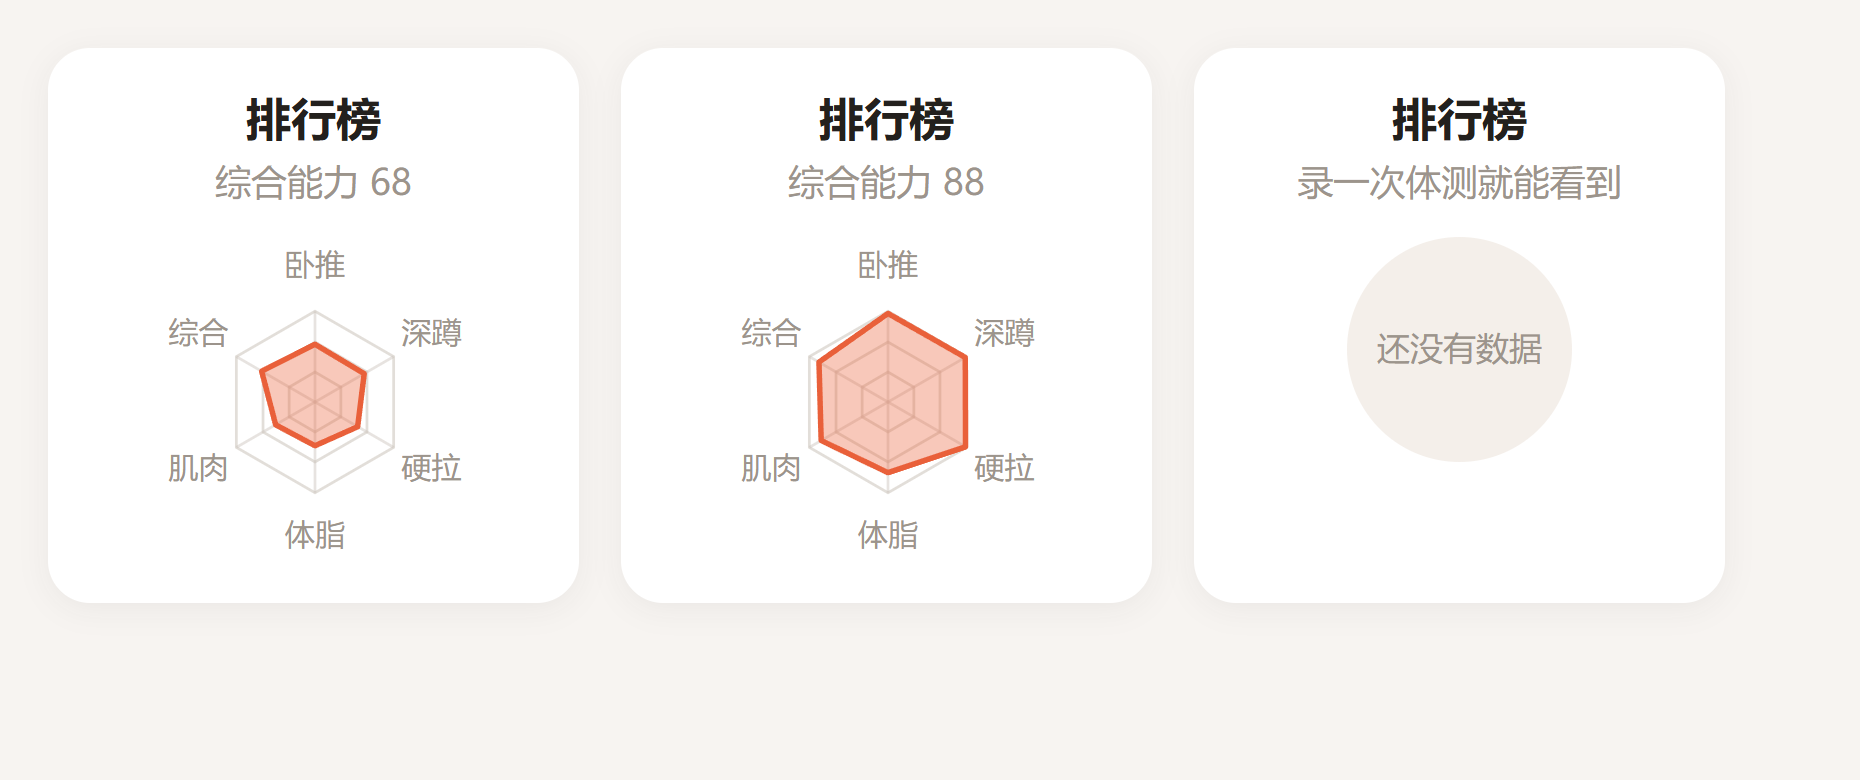 排行榜
综合能力 68
卧推
综合
深蹲
肌肉
硬拉
体脂
排行榜
综合能力 88
卧推
综合
深蹲
肌肉
硬拉
体脂
排行榜
录一次体测就能看到
还没有数据